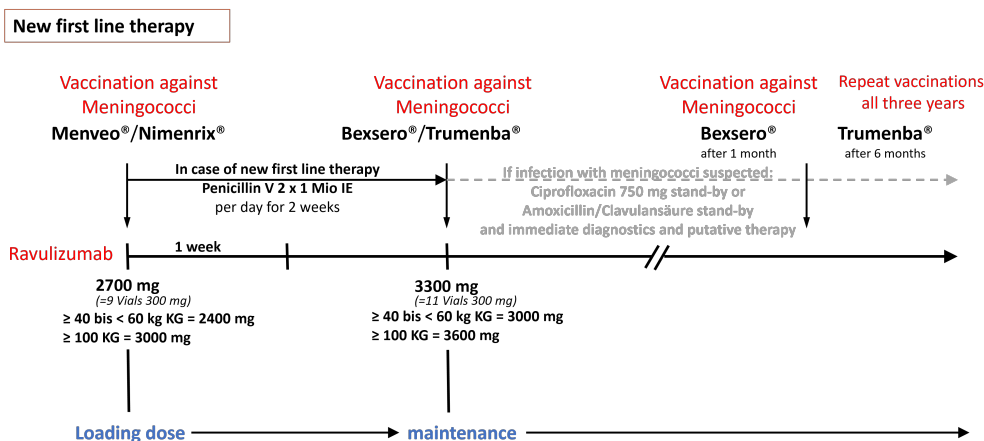 New first line therapy
Vaccination against
Meningococci
Menveo®/Nimenrix®
Vaccination against
Meningococci
Bexsero®/Trumenba®
Vaccination against
Meningococci
Bexsero®
after 1 month
Repeat vaccinations
all three years
Trumenba®
after 6 months
In case of new first line therapy
Penicillin V 2 x 1 Mio IE
per day for 2 weeks
If infection with meningococci suspected:
Ciprofloxacin 750 mg stand-by or
Amoxicillin/Clavulansäure stand-by
and immediate diagnostics and putative therapy
Ravulizumab
1 week
2700 mg
(=9 Vials 300 mg)
≥ 40 bis < 60 kg KG = 2400 mg
≥ 100 KG = 3000 mg
3300 mg
(=11 Vials 300 mg)
≥ 40 bis < 60 kg KG = 3000 mg
≥ 100 KG = 3600 mg
Loading dose
maintenance